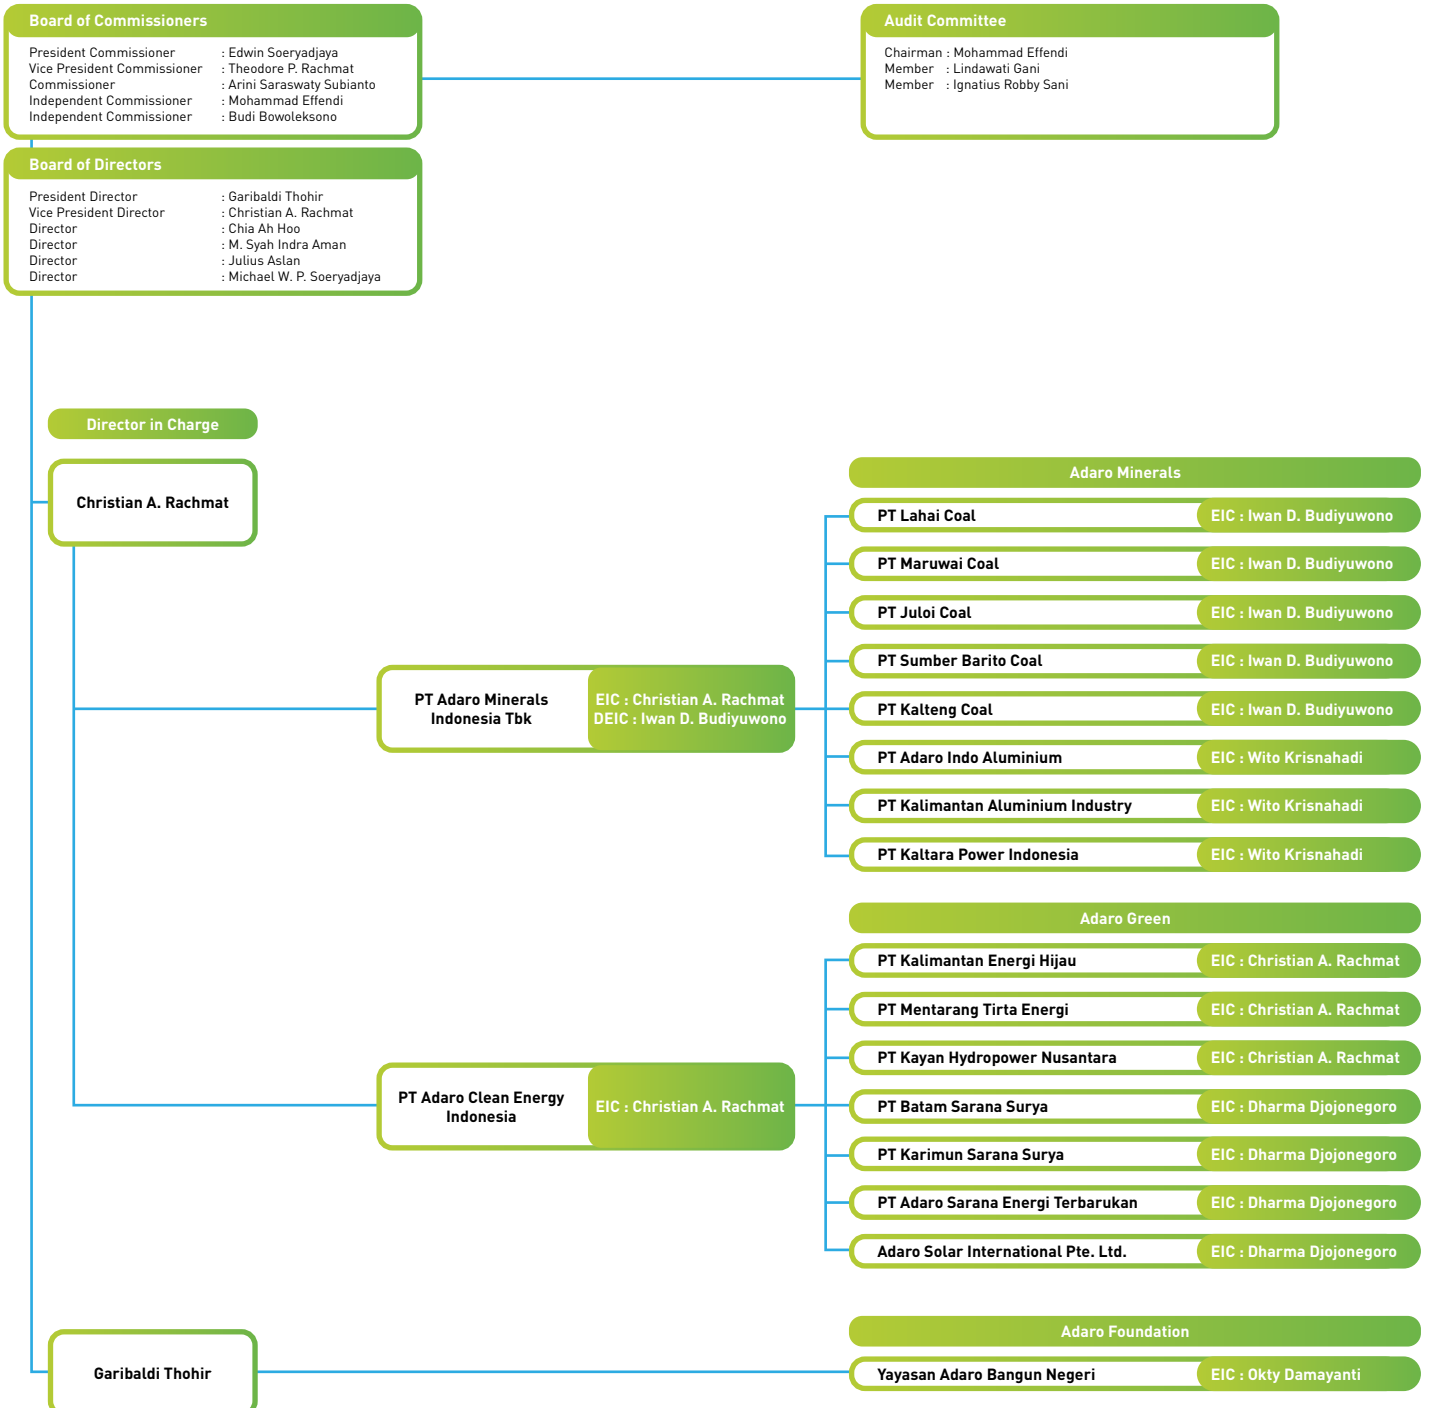 Board of Commissioners
President Commissioner : Edwin Soeryadjaya
Vice President Commissioner : Theodore P. Rachmat
Commissioner : Arini Saraswaty Subianto
Independent Commissioner : Mohammad Effendi
Independent Commissioner : Budi Bowoleksono
Audit Committee
Chairman : Mohammad Effendi
Member : Lindawati Gani
Member : Ignatius Robby Sani
Board of Directors
President Director : Garibaldi Thohir
Vice President Director : Christian A. Rachmat
Director : Chia Ah Hoo
Director : M. Syah Indra Aman
Director : Julius Aslan
Director : Michael W. P. Soeryadjaya
Director in Charge
Christian A. Rachmat
PT Adaro Minerals
Indonesia Tbk
EIC : Christian A. Rachmat
DEIC : Iwan D. Budiyuwono
Adaro Minerals
PT Lahai Coal EIC : Iwan D. Budiyuwono
PT Maruwai Coal EIC : Iwan D. Budiyuwono
PT Juloi Coal EIC : Iwan D. Budiyuwono
PT Sumber Barito Coal EIC : Iwan D. Budiyuwono
PT Kalteng Coal EIC : Iwan D. Budiyuwono
PT Adaro Indo Aluminium EIC : Wito Krisnahadi
PT Kalimantan Aluminium Industry EIC : Wito Krisnahadi
PT Kaltara Power Indonesia EIC : Wito Krisnahadi
PT Adaro Clean Energy
Indonesia
EIC : Christian A. Rachmat
Adaro Green
PT Kalimantan Energi Hijau EIC : Christian A. Rachmat
PT Mentarang Tirta Energi EIC : Christian A. Rachmat
PT Kayan Hydropower Nusantara EIC : Christian A. Rachmat
PT Batam Sarana Surya EIC : Dharma Djojonegoro
PT Karimun Sarana Surya EIC : Dharma Djojonegoro
PT Adaro Sarana Energi Terbarukan EIC : Dharma Djojonegoro
Adaro Solar International Pte. Ltd. EIC : Dharma Djojonegoro
Garibaldi Thohir
Adaro Foundation
Yayasan Adaro Bangun Negeri EIC : Okty Damayanti